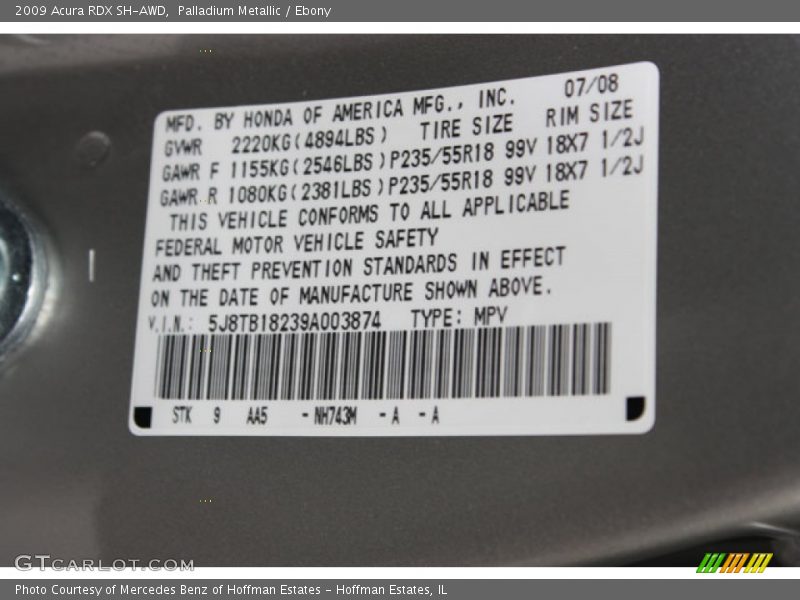 2009 Acura RDX SH-AWD, Palladium Metallic / Ebony
MFD. BY HONDA OF AMERICA MFG., INC. 07/08
GVWR 2220KG(4894LBS) TIRE SIZE RIM SIZE
GAWR F 1155KG(2546LBS)P235/55R18 99V 18X7 1/2J
GAWR R 1080KG(2381LBS)P235/55R18 99V 18X7 1/2J
THIS VEHICLE CONFORMS TO ALL APPLICABLE
FEDERAL MOTOR VEHICLE SAFETY
AND THEFT PREVENTION STANDARDS IN EFFECT
ON THE DATE OF MANUFACTURE SHOWN ABOVE.
V.I.N.: 5J8TB18239A003874 TYPE: MPV
STK 9 AA5 -NH743M -A -A
GTCARLOT.COM
Photo Courtesy of Mercedes Benz of Hoffman Estates - Hoffman Estates, IL